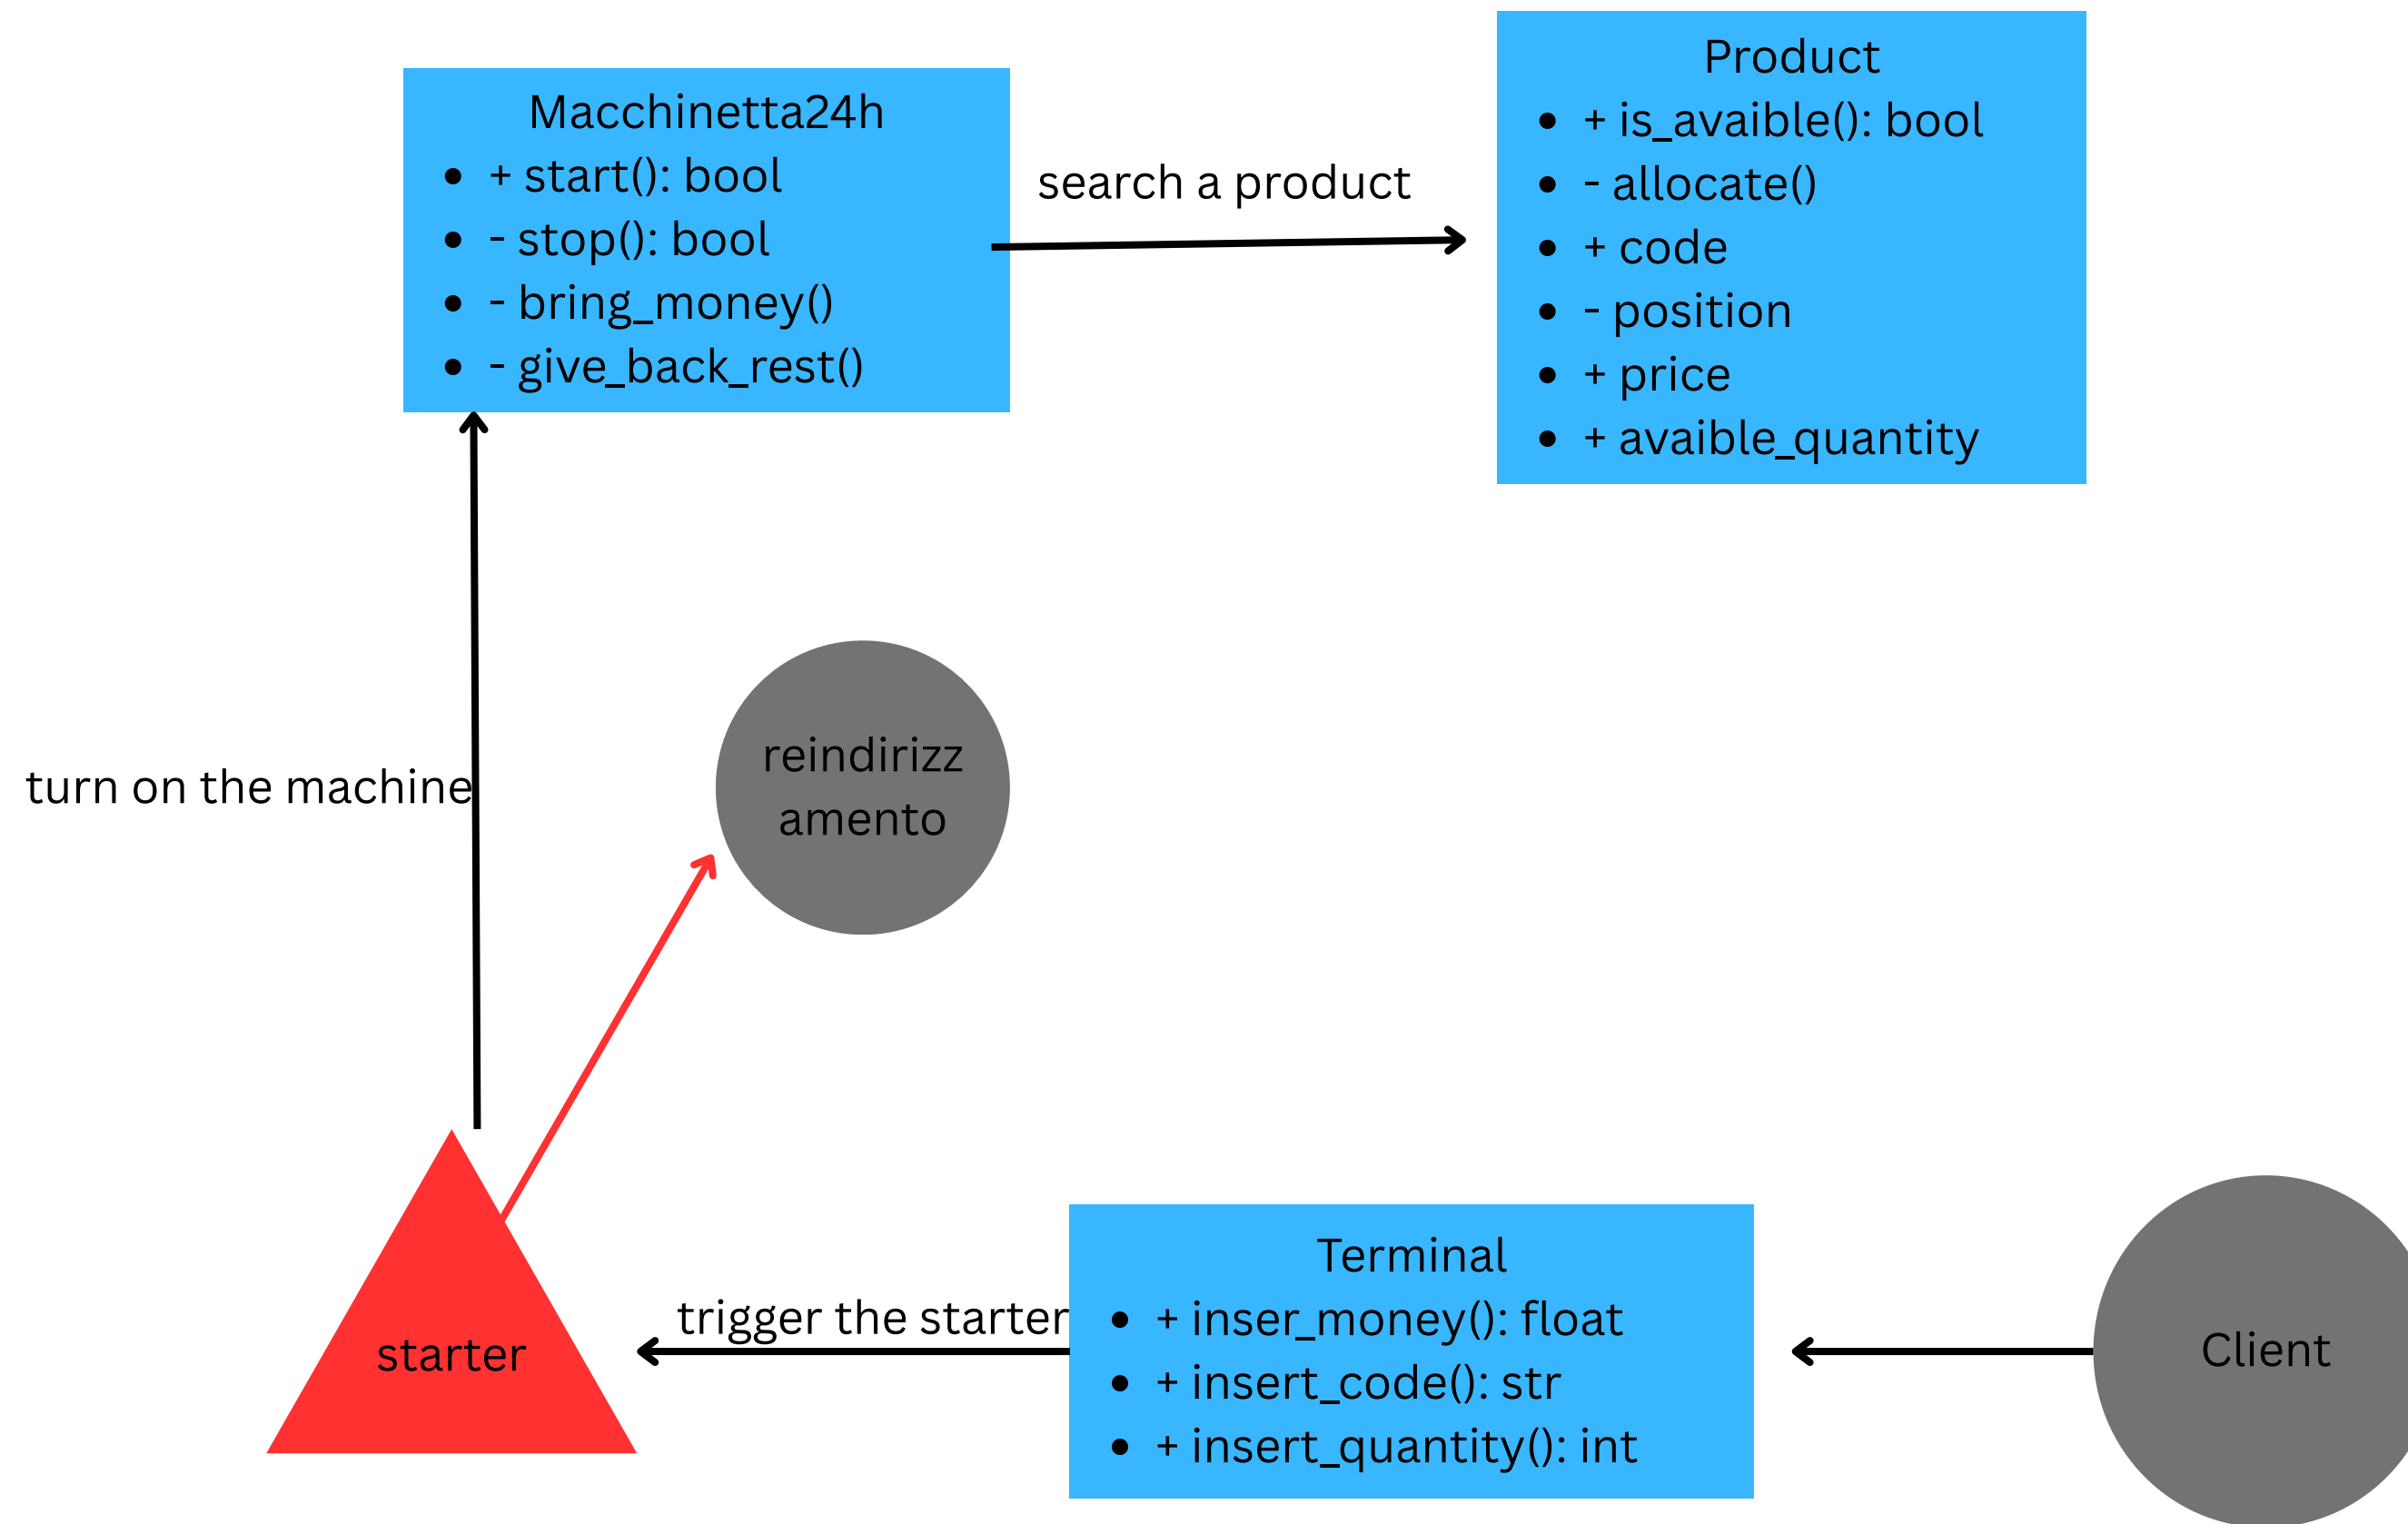 Macchinetta24h
+ start(): bool
- stop(): bool
- bring_money()
- give_back_rest()
search a product
Product
+ is_avaible(): bool
- allocate()
+ code
- position
+ price
+ avaible_quantity
turn on the machine
reindirizz
amento
starter
trigger the starter
Terminal
+ inser_money(): float
+ insert_code(): str
+ insert_quantity(): int
Client